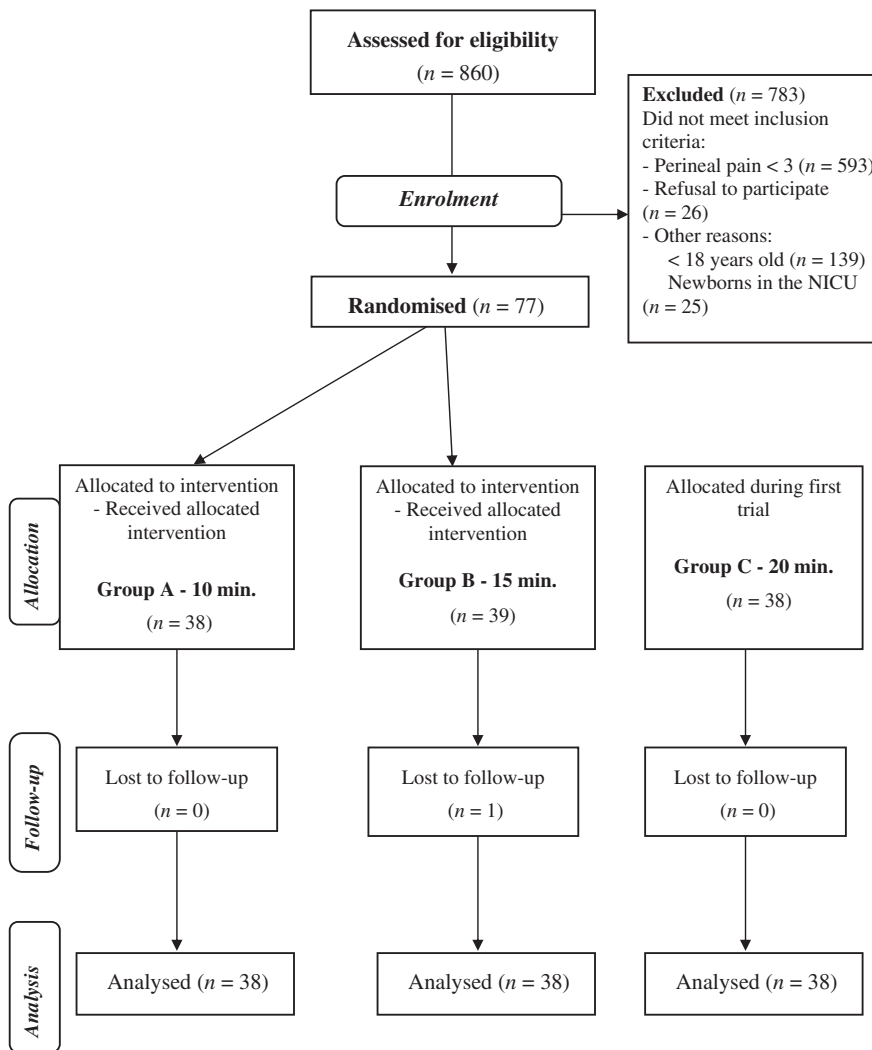 Assessed for eligibility
(n = 860)
Excluded (n = 783)
Did not meet inclusion
criteria:
- Perineal pain < 3 (n = 593)
- Refusal to participate
(n = 26)
- Other reasons:
< 18 years old (n = 139)
Newborns in the NICU
(n = 25)
Enrolment
Randomised (n = 77)
Allocation
Allocated to intervention
- Received allocated
intervention
Group A - 10 min.
(n = 38)
Allocated to intervention
- Received allocated
intervention
Group B - 15 min.
(n = 39)
Allocated during first
trial
Group C - 20 min.
(n = 38)
Follow-up
Lost to follow-up
(n = 0)
Lost to follow-up
(n = 1)
Lost to follow-up
(n = 0)
Analysis
Analysed (n = 38)
Analysed (n = 38)
Analysed (n = 38)